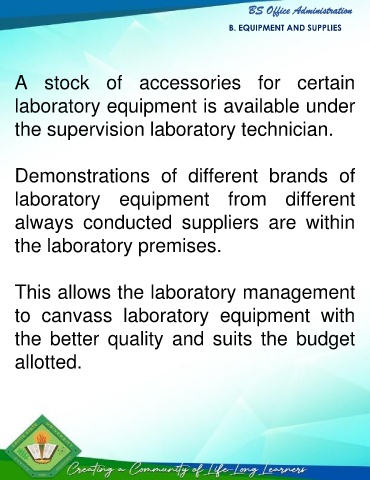 BS Office Administration
B. EQUIPMENT AND SUPPLIES
A stock of accessories for certain
laboratory equipment is available under
the supervision laboratory technician.
Demonstrations of different brands of
laboratory equipment from different
always conducted suppliers are within
the laboratory premises.
This allows the laboratory management
to canvass laboratory equipment with
the better quality and suits the budget
allotted.
Creating a Community of Life-Long Learners